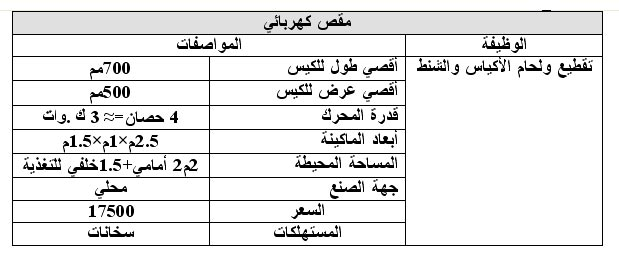 مقص كهربائي
الوظيفة المواصفات
تقطيع ولحام الأكياس والشنط أقصي طول للكيس 700مم
أقصي عرض للكيس 500مم
قدرة المحرك 4 حصان=≈ 3 ك .وات
أبعاد الماكينة 2.5م×1م×1.5م
المساحة المحيطة 2م2 أمامي+1.5خلفي للتغذية
جهة الصنع محلي
السعر 17500
المستهلكات سخانات